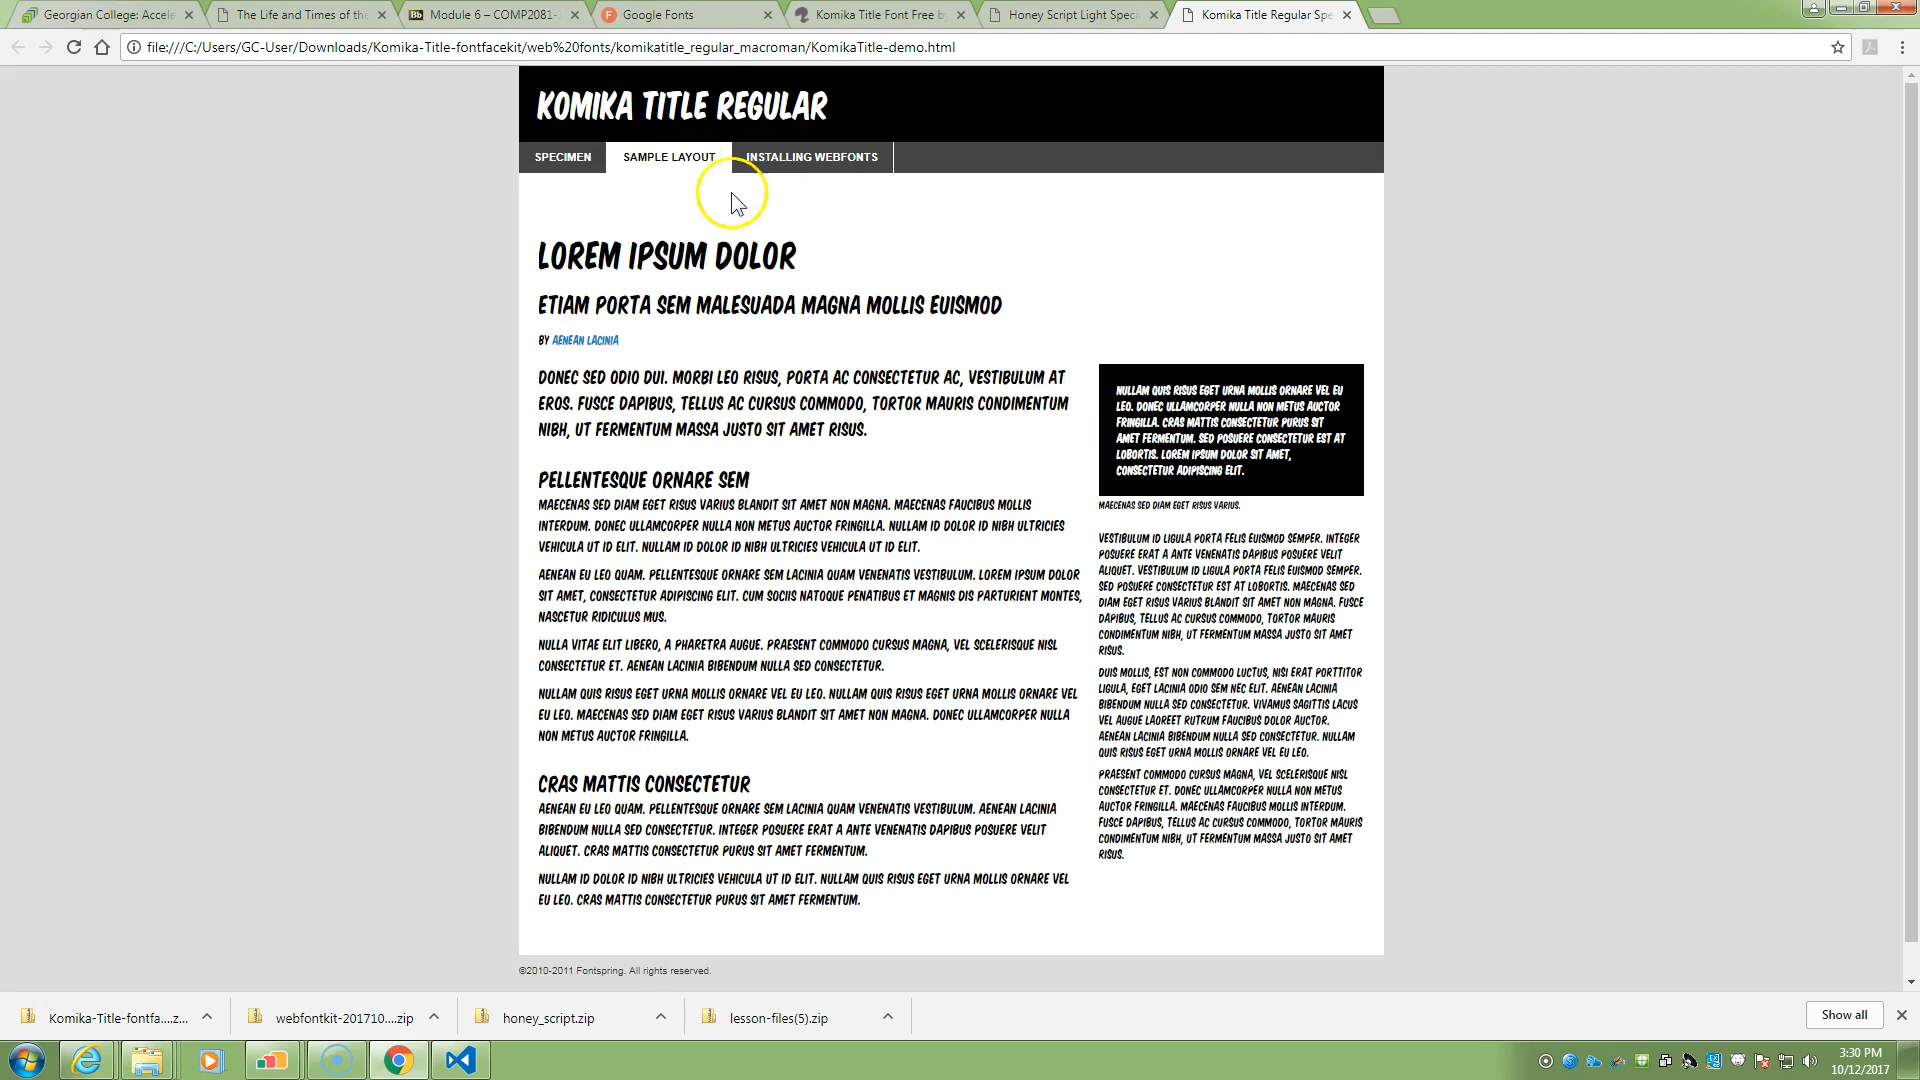 Georgian College: Accele
The Life and Times of the
Bb Module 6 – COMP2081-
F Google Fonts
Komika Title Font Free b
Honey Script Light Speci
Komika Title Regular Spe
file:///C:/Users/GC-User/Downloads/Komika-Title-fontfacekit/web%20fonts/komikatitle_regular_macroman/KomikaTitle-demo.html
KOMIKA TITLE REGULAR
SPECIMEN
SAMPLE LAYOUT
INSTALLING WEBFONTS
LOREM IPSUM DOLOR
ETIAM PORTA SEM MALESUADA MAGNA MOLLIS EUISMOD
BY AENEAN LACINIA
DONEC SED ODIO DUI. MORBI LEO RISUS, PORTA AC CONSECTETUR AC, VESTIBULUM AT
EROS. FUSCE DAPIBUS, TELLUS AC CURSUS COMMODO, TORTOR MAURIS CONDIMENTUM
NIBH, UT FERMENTUM MASSA JUSTO SIT AMET RISUS.
PELLENTESQUE ORNARE SEM
MAECENAS SED DIAM EGET RISUS VARIUS BLANDIT SIT AMET NON MAGNA. MAECENAS FAUCIBUS MOLLIS
INTERDUM. DONEC ULLAMCORPER NULLA NON METUS AUCTOR FRINGILLA. NULLAM ID DOLOR ID NIBH ULTRICIES
VEHICULA UT ID ELIT. NULLAM ID DOLOR ID NIBH ULTRICIES VEHICULA UT ID ELIT.
AENEAN EU LEO QUAM. PELLENTESQUE ORNARE SEM LACINIA QUAM VENENATIS VESTIBULUM. LOREM IPSUM DOLOR
SIT AMET, CONSECTETUR ADIPISCING ELIT. CUM SOCIIS NATOQUE PENATIBUS ET MAGNIS DIS PARTURIENT MONTES,
NASCETUR RIDICULUS MUS.
NULLA VITAE ELIT LIBERO, A PHARETRA AUGUE. PRAESENT COMMODO CURSUS MAGNA, VEL SCELERISQUE NISL
CONSECTETUR ET. AENEAN LACINIA BIBENDUM NULLA SED CONSECTETUR.
NULLAM QUIS RISUS EGET URNA MOLLIS ORNARE VEL EU LEO. NULLAM QUIS RISUS EGET URNA MOLLIS ORNARE VEL
EU LEO. MAECENAS SED DIAM EGET RISUS VARIUS BLANDIT SIT AMET NON MAGNA. DONEC ULLAMCORPER NULLA
NON METUS AUCTOR FRINGILLA.
CRAS MATTIS CONSECTETUR
AENEAN EU LEO QUAM. PELLENTESQUE ORNARE SEM LACINIA QUAM VENENATIS VESTIBULUM. AENEAN LACINIA
BIBENDUM NULLA SED CONSECTETUR. INTEGER POSUERE ERAT A ANTE VENENATIS DAPIBUS POSUERE VELIT
ALIQUET. CRAS MATTIS CONSECTETUR PURUS SIT AMET FERMENTUM.
NULLAM ID DOLOR ID NIBH ULTRICIES VEHICULA UT ID ELIT. NULLAM QUIS RISUS EGET URNA MOLLIS ORNARE VEL
EU LEO. CRAS MATTIS CONSECTETUR PURUS SIT AMET FERMENTUM.
NULLAM QUIS RISUS EGET URNA MOLLIS ORNARE VEL EU
LEO. DONEC ULLAMCORPER NULLA NON METUS AUCTOR
FRINGILLA. CRAS MATTIS CONSECTETUR PURUS SIT
AMET FERMENTUM. SED POSUERE CONSECTETUR EST AT
LOBORTIS. LOREM IPSUM DOLOR SIT AMET,
CONSECTETUR ADIPISCING ELIT.
MAECENAS SED DIAM EGET RISUS VARIUS.
VESTIBULUM ID LIGULA PORTA FELIS EUISMOD SEMPER. INTEGER
POSUERE ERAT A ANTE VENENATIS DAPIBUS POSUERE VELIT
ALIQUET. VESTIBULUM ID LIGULA PORTA FELIS EUISMOD SEMPER.
SED POSUERE CONSECTETUR EST AT LOBORTIS. MAECENAS SED
DIAM EGET RISUS VARIUS BLANDIT SIT AMET NON MAGNA. FUSCE
DAPIBUS, TELLUS AC CURSUS COMMODO, TORTOR MAURIS
CONDIMENTUM NIBH, UT FERMENTUM MASSA JUSTO SIT AMET
RISUS.
DUIS MOLLIS, EST NON COMMODO LUCTUS, NISI ERAT PORTTITOR
LIGULA, EGET LACINIA ODIO SEM NEC ELIT. AENEAN LACINIA
BIBENDUM NULLA SED CONSECTETUR. VIVAMUS SAGITTIS LACUS
VEL AUGUE LAOREET RUTRUM FAUCIBUS DOLOR AUCTOR.
AENEAN LACINIA BIBENDUM NULLA SED CONSECTETUR. NULLAM
QUIS RISUS EGET URNA MOLLIS ORNARE VEL EU LEO.
PRAESENT COMMODO CURSUS MAGNA, VEL SCELERISQUE NISL
CONSECTETUR ET. DONEC ULLAMCORPER NULLA NON METUS
AUCTOR FRINGILLA. MAECENAS FAUCIBUS MOLLIS INTERDUM.
FUSCE DAPIBUS, TELLUS AC CURSUS COMMODO, TORTOR MAURIS
CONDIMENTUM NIBH, UT FERMENTUM MASSA JUSTO SIT AMET
RISUS.
©2010-2011 Fontspring. All rights reserved.
Komika-Title-fontfa....z...
webfontkit-201710....zip
honey_script.zip
lesson-files(5).zip
Show all
3:30 PM
10/12/2017